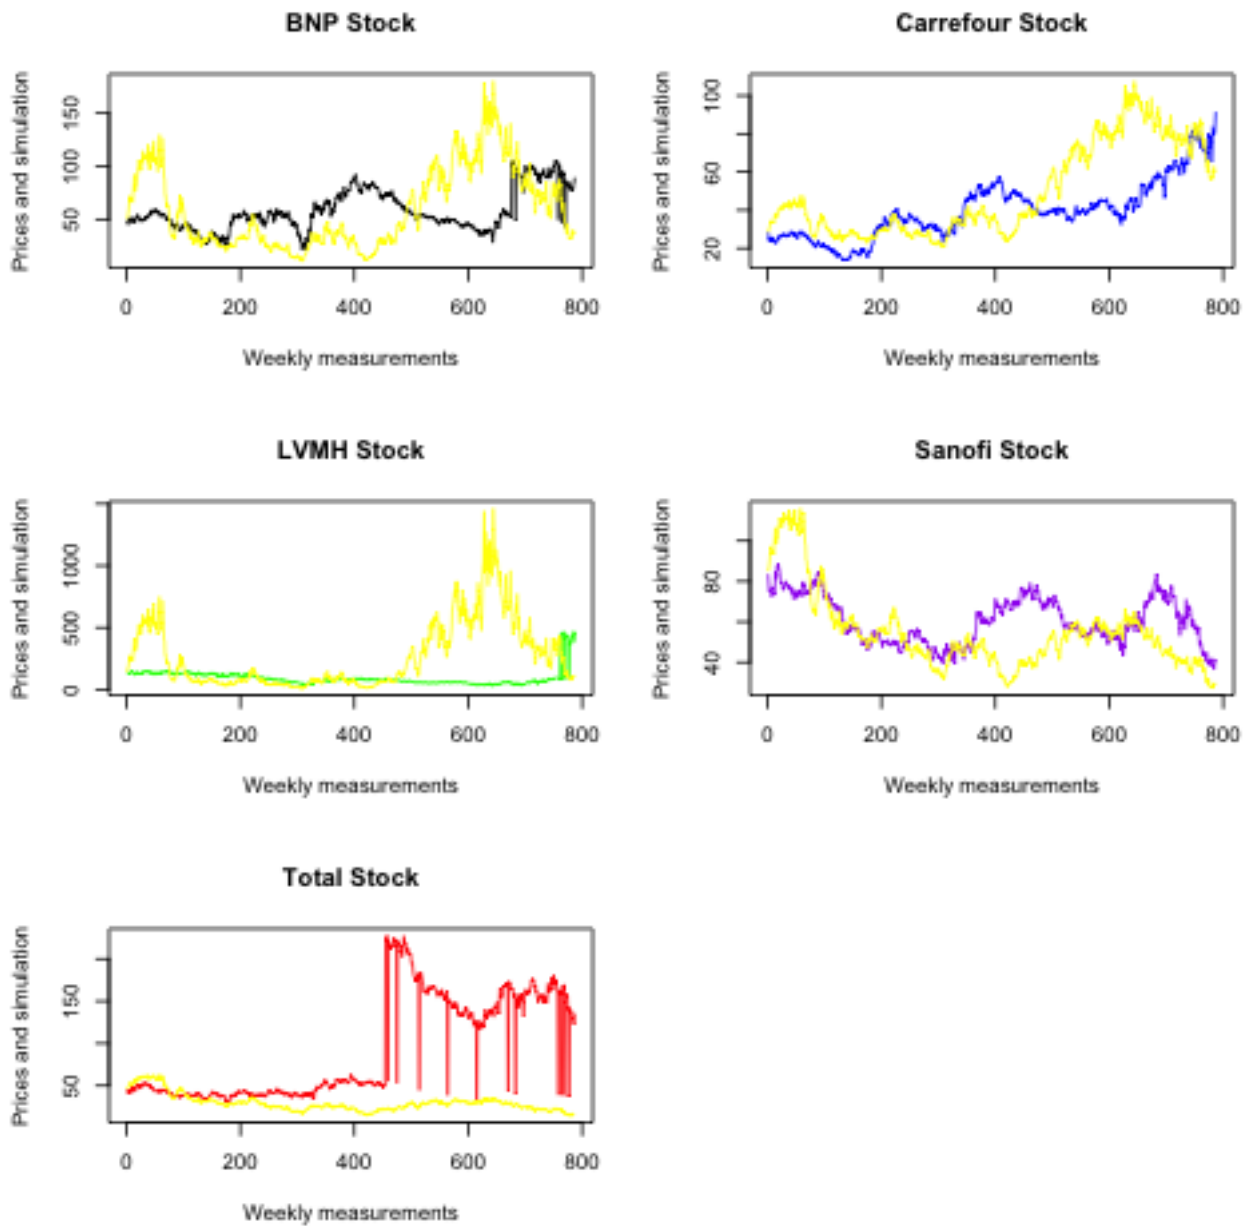 BNP Stock
Prices and simulation
50 100 150
0 200 400 600 800
Weekly measurements
Carrefour Stock
Prices and simulation
20 60 100
0 200 400 600 800
Weekly measurements
LVMH Stock
Prices and simulation
0 500 1000
0 200 400 600 800
Weekly measurements
Sanofi Stock
Prices and simulation
40 80
0 200 400 600 800
Weekly measurements
Total Stock
Prices and simulation
50 150
0 200 400 600 800
Weekly measurements